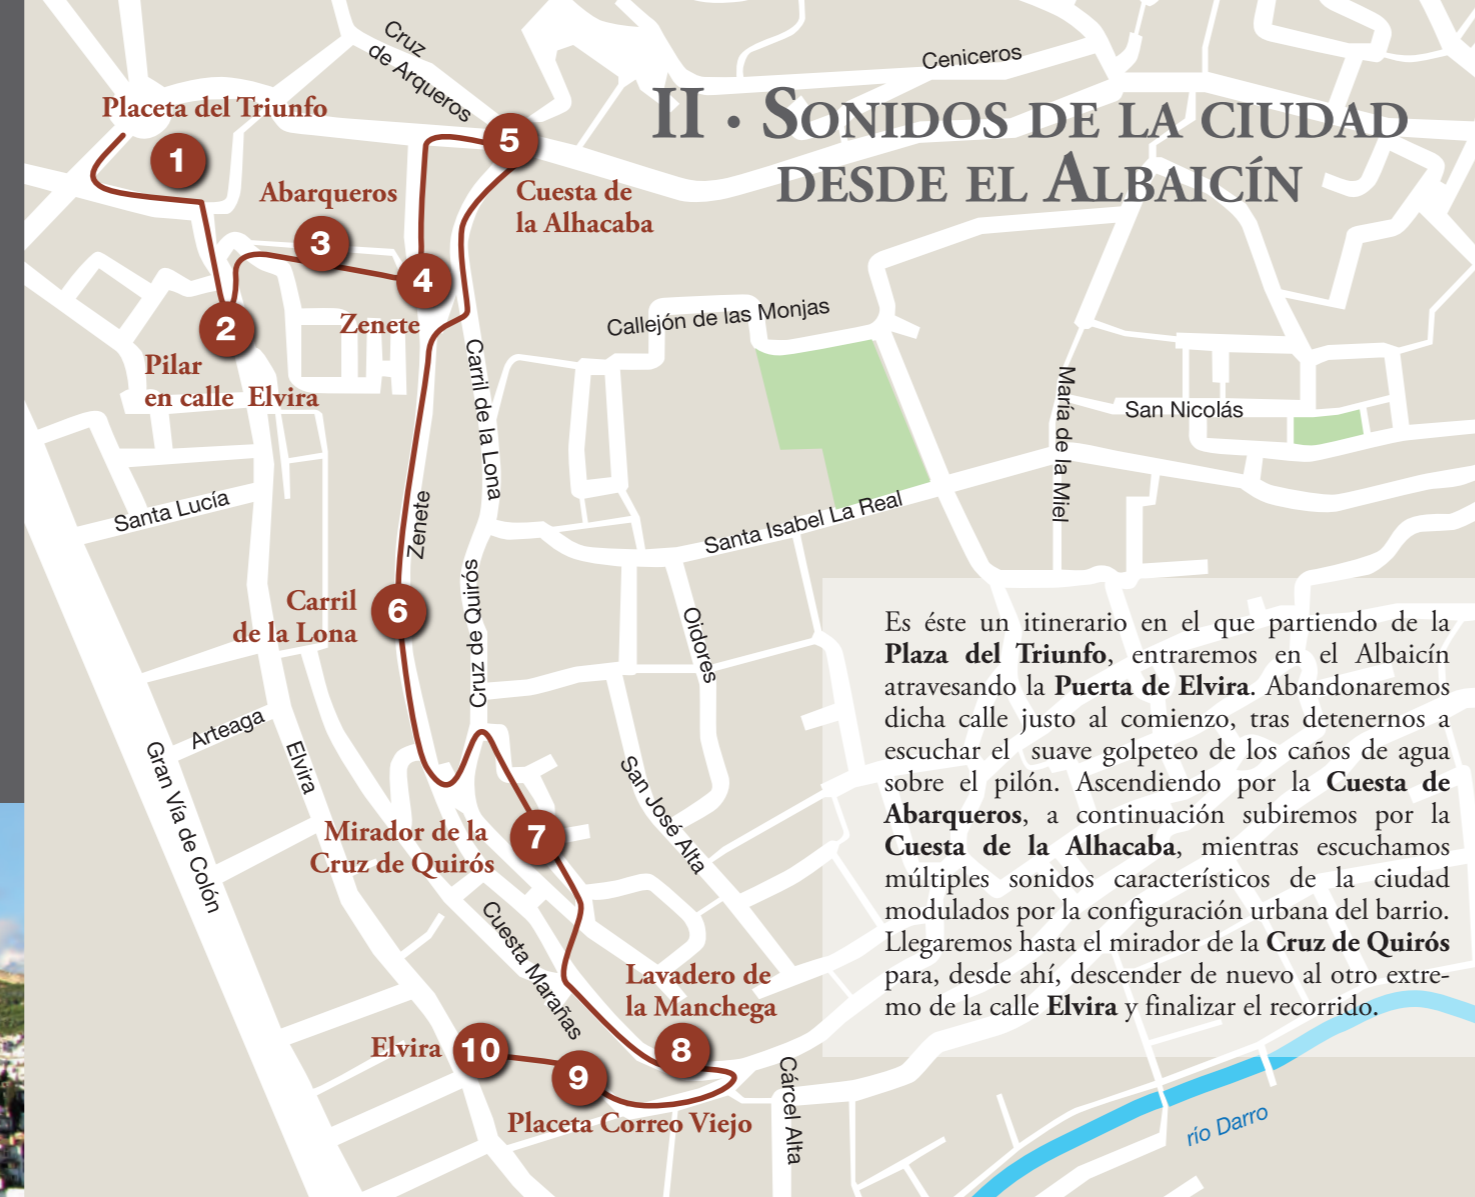 II · Sonidos de la ciudad
desde el Albaicín
Cruz
de Arqueros
Ceniceros
Placeta del Triunfo
1
5
Abarqueros
Cuesta de
la Alhacaba
3
4
Zenete
2
Pilar
en calle Elvira
Callejón de las Monjas
Carril de la Lona
María de la Miel
San Nicolás
Santa Lucía
Zenete
Santa Isabel La Real
Cruz de Quirós
Carril
de la Lona
6
Oidores
Arteaga
Elvira
Gran Vía de Colón
San José Alta
Mirador de la
Cruz de Quirós
7
Cuesta Marañas
Lavadero de
la Manchega
8
Elvira
10
9
Placeta Correo Viejo
Cárcel Alta
río Darro
Es éste un itinerario en el que partiendo de la
Plaza del Triunfo, entraremos en el Albaicín
atravesando la Puerta de Elvira. Abandonaremos
dicha calle justo al comienzo, tras detenernos a
escuchar el suave golpeteo de los caños de agua
sobre el pilón. Ascendiendo por la Cuesta de
Abarqueros, a continuación subiremos por la
Cuesta de la Alhacaba, mientras escuchamos
múltiples sonidos característicos de la ciudad
modulados por la configuración urbana del barrio.
Llegaremos hasta el mirador de la Cruz de Quirós
para, desde ahí, descender de nuevo al otro extre-
mo de la calle Elvira y finalizar el recorrido.